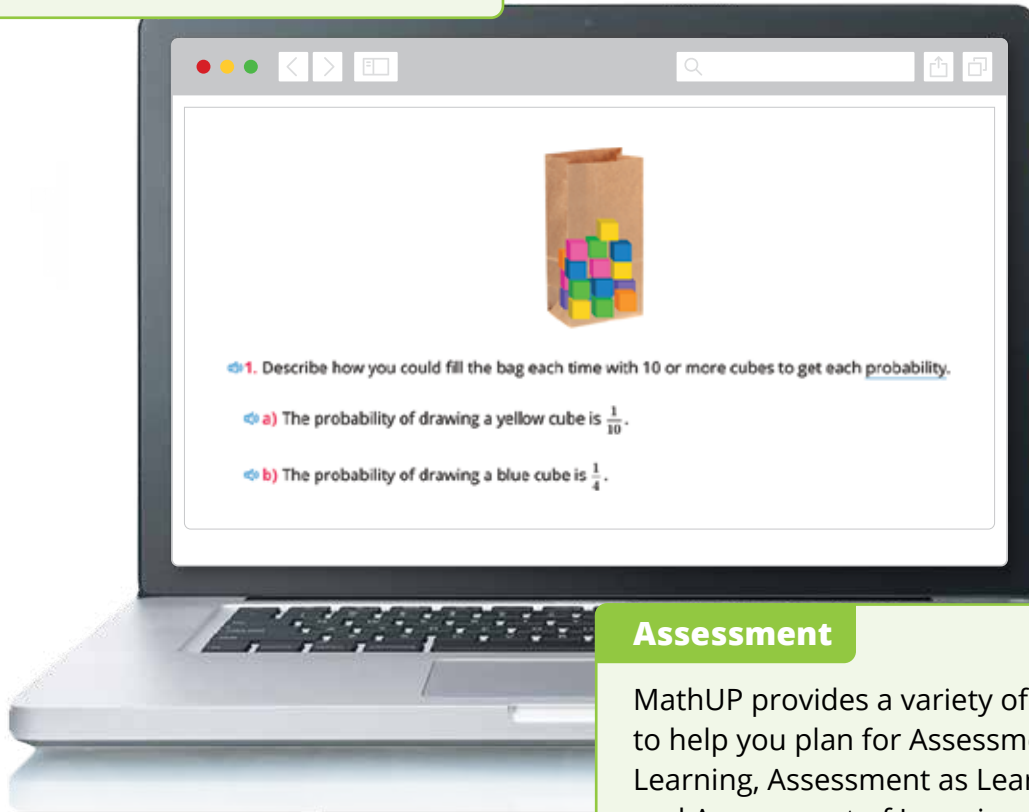 1. Describe how you could fill the bag each time with 10 or more cubes to get each probability.
a) The probability of drawing a yellow cube is 1/10.
b) The probability of drawing a blue cube is 1/4.
Assessment
MathUP provides a variety of
to help you plan for Assessm
Learning, Assessment as Lear